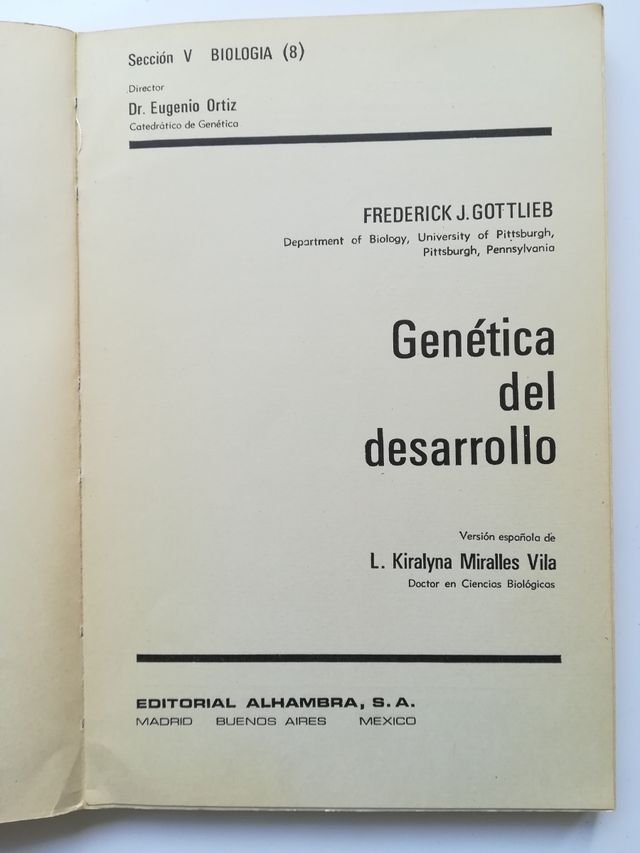 Sección V BIOLOGIA (8)
Director
Dr. Eugenio Ortiz
Catedrático de Genética
FREDERICK J. GOTTLIEB
Department of Biology, University of Pittsburgh,
Pittsburgh, Pennsylvania
Genética
del
desarrollo
Versión española de
L. Kiralyna Miralles Vila
Doctor en Ciencias Biológicas
EDITORIAL ALHAMBRA, S. A.
MADRID BUENOS AIRES MEXICO